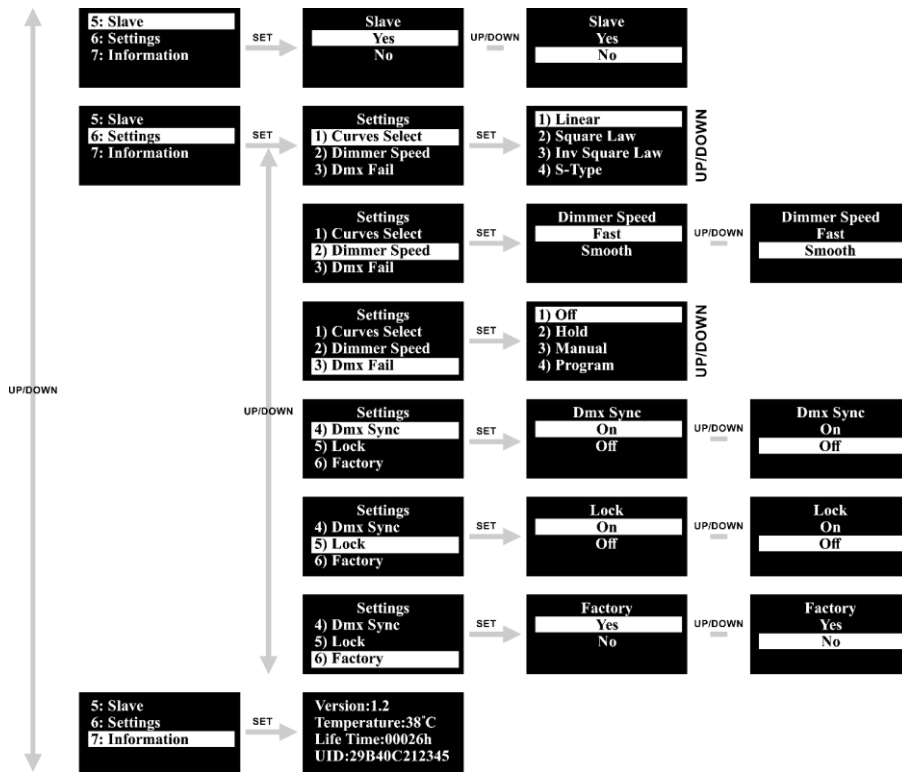 5: Slave
6: Settings
7: Information
SET
Slave
Yes
No
UP/DOWN
Slave
Yes
No
5: Slave
6: Settings
7: Information
SET
Settings
1) Curves Select
2) Dimmer Speed
3) Dmx Fail
SET
1) Linear
2) Square Law
3) Inv Square Law
4) S-Type
UP/DOWN
Settings
1) Curves Select
2) Dimmer Speed
3) Dmx Fail
SET
Dimmer Speed
Fast
Smooth
UP/DOWN
Dimmer Speed
Fast
Smooth
Settings
1) Curves Select
2) Dimmer Speed
3) Dmx Fail
SET
1) Off
2) Hold
3) Manual
4) Program
UP/DOWN
UP/DOWN
UP/DOWN
Settings
4) Dmx Sync
5) Lock
6) Factory
SET
Dmx Sync
On
Off
UP/DOWN
Dmx Sync
On
Off
Settings
4) Dmx Sync
5) Lock
6) Factory
SET
Lock
On
Off
UP/DOWN
Lock
On
Off
Settings
4) Dmx Sync
5) Lock
6) Factory
SET
Factory
Yes
No
UP/DOWN
Factory
Yes
No
5: Slave
6: Settings
7: Information
SET
Version:1.2
Temperature:38°C
Life Time:00026h
UID:29B40C212345